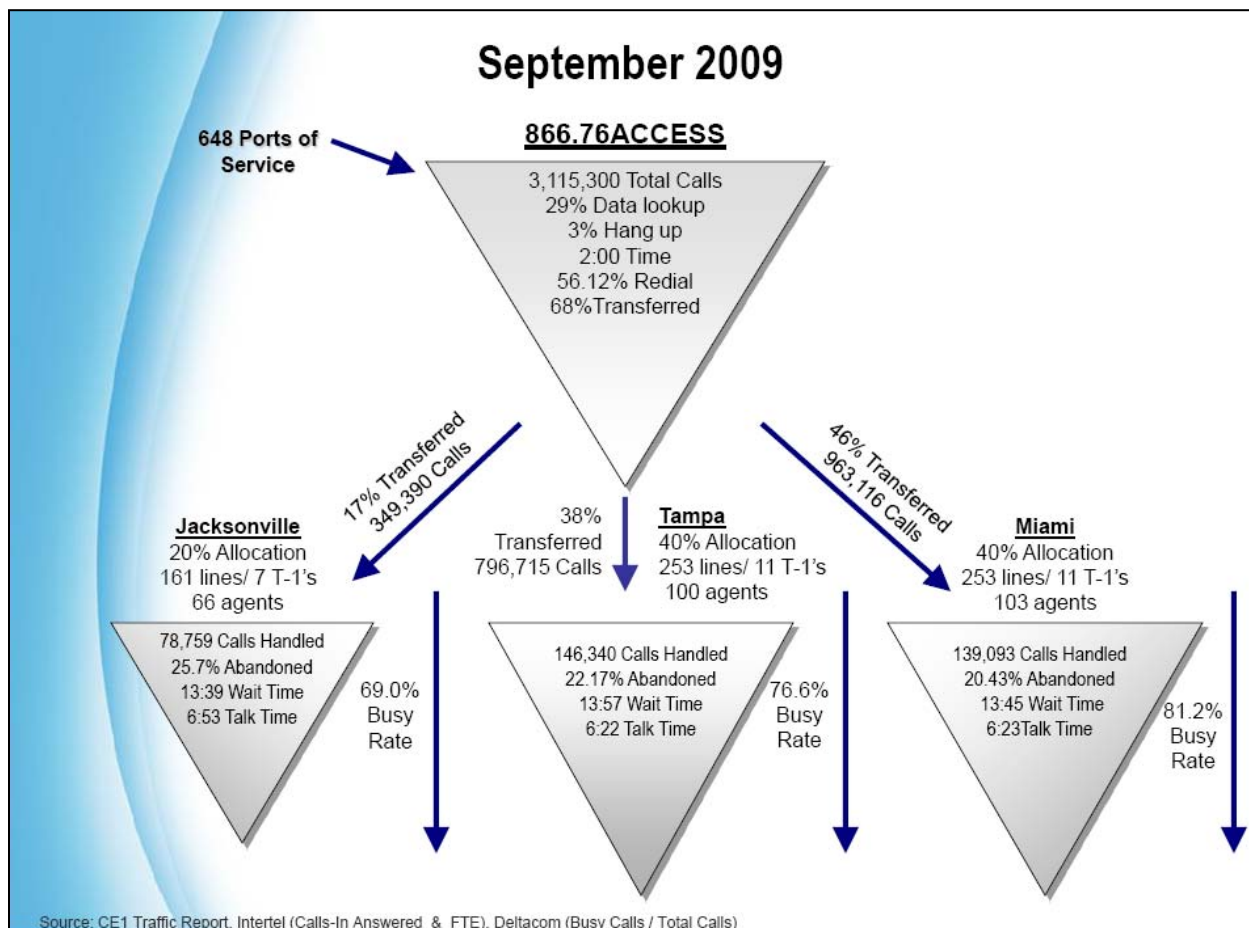 September 2009
648 Ports of
Service
866.76ACCESS
3,115,300 Total Calls
29% Data lookup
3% Hang up
2:00 Time
56.12% Redial
68%Transferred
17% Transferred
349,390 Calls
38%
Transferred
796,715 Calls
46% Transferred
963,116 Calls
Jacksonville
20% Allocation
161 lines/ 7 T-1's
66 agents
78,759 Calls Handled
25.7% Abandoned
13:39 Wait Time
6:53 Talk Time
69.0%
Busy
Rate
Tampa
40% Allocation
253 lines/ 11 T-1's
100 agents
146,340 Calls Handled
22.17% Abandoned
13:57 Wait Time
6:22 Talk Time
76.6%
Busy
Rate
Miami
40% Allocation
253 lines/ 11 T-1's
103 agents
139,093 Calls Handled
20.43% Abandoned
13:45 Wait Time
6:23Talk Time
81.2%
Busy
Rate
Source: CE1 Traffic Report, Intertel (Calls-In Answered & FTE), Deltacom (Busy Calls / Total Calls)